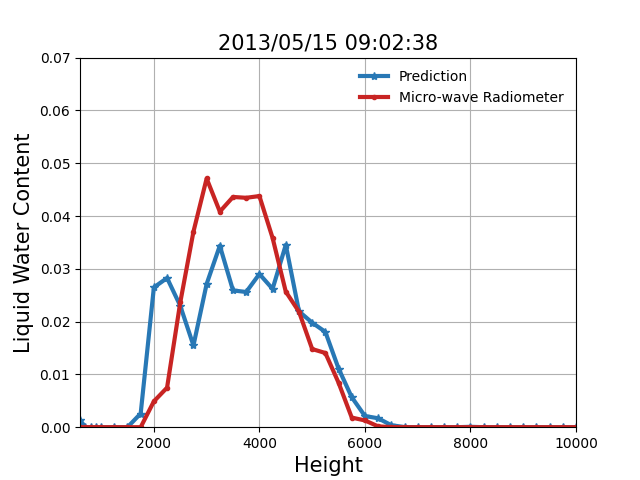 2013/05/15 09:02:38
0.07
0.06
0.05
0.04
0.03
0.02
0.01
0.00
Liquid Water Content
Prediction
Micro-wave Radiometer
2000 4000 6000 8000 10000
Height